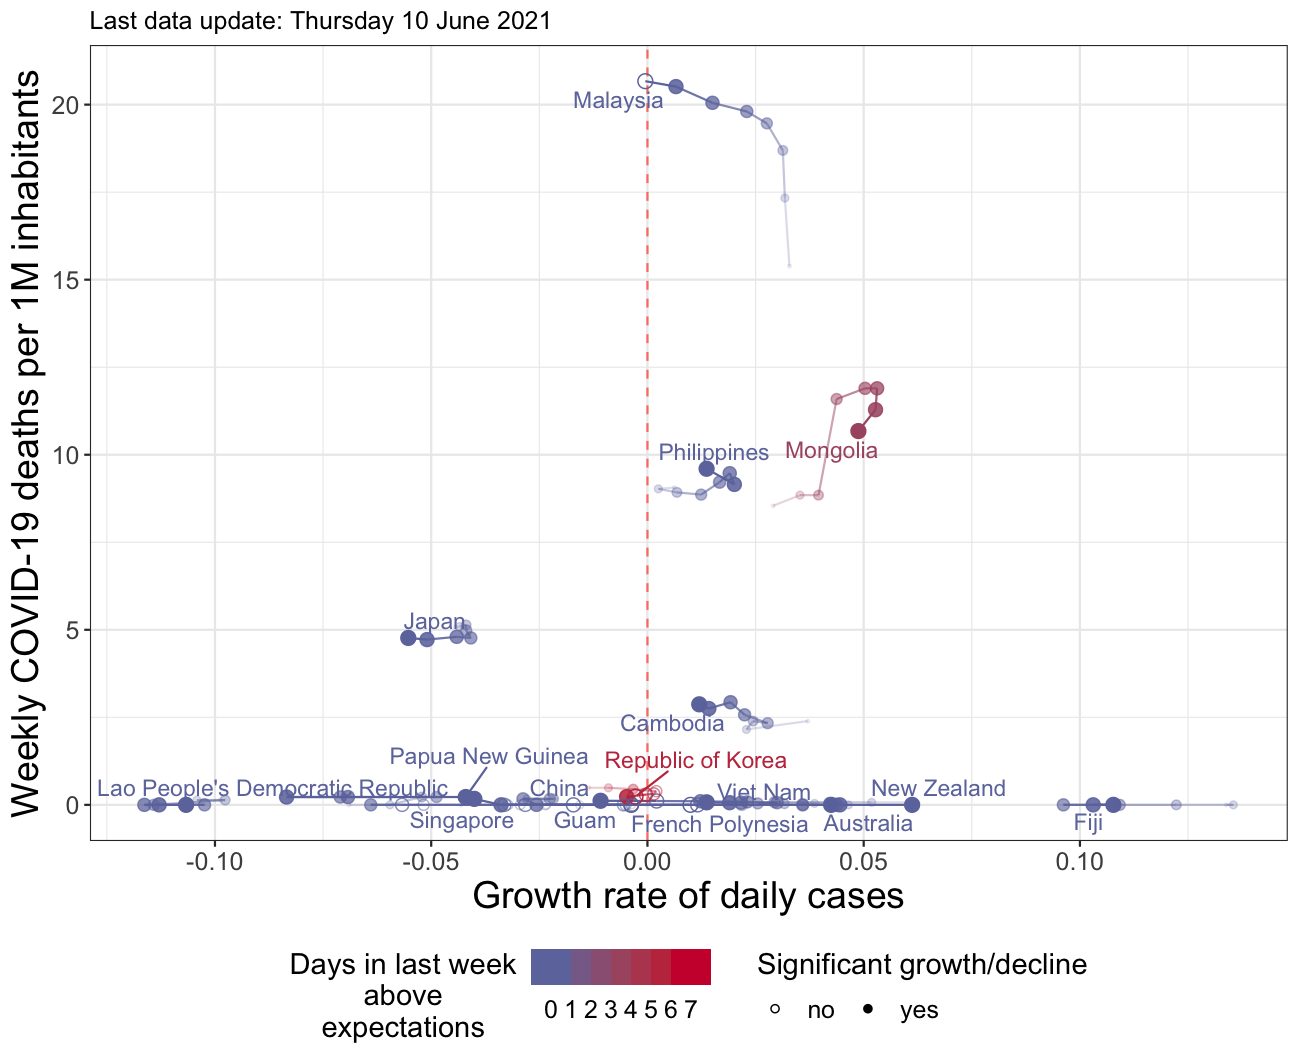 Last data update: Thursday 10 June 2021
Weekly COVID-19 deaths per 1M inhabitants
20
15
10
5
0
Malaysia
Philippines
Mongolia
Japan
Cambodia
Papua New Guinea
Republic of Korea
Lao People's Democratic Republic
China
Viet Nam
New Zealand
Singapore
Guam
French Polynesia
Australia
Fiji
-0.10
-0.05
0.00
0.05
0.10
Growth rate of daily cases
Days in last week
above
expectations
0 1 2 3 4 5 6 7
Significant growth/decline
no
yes